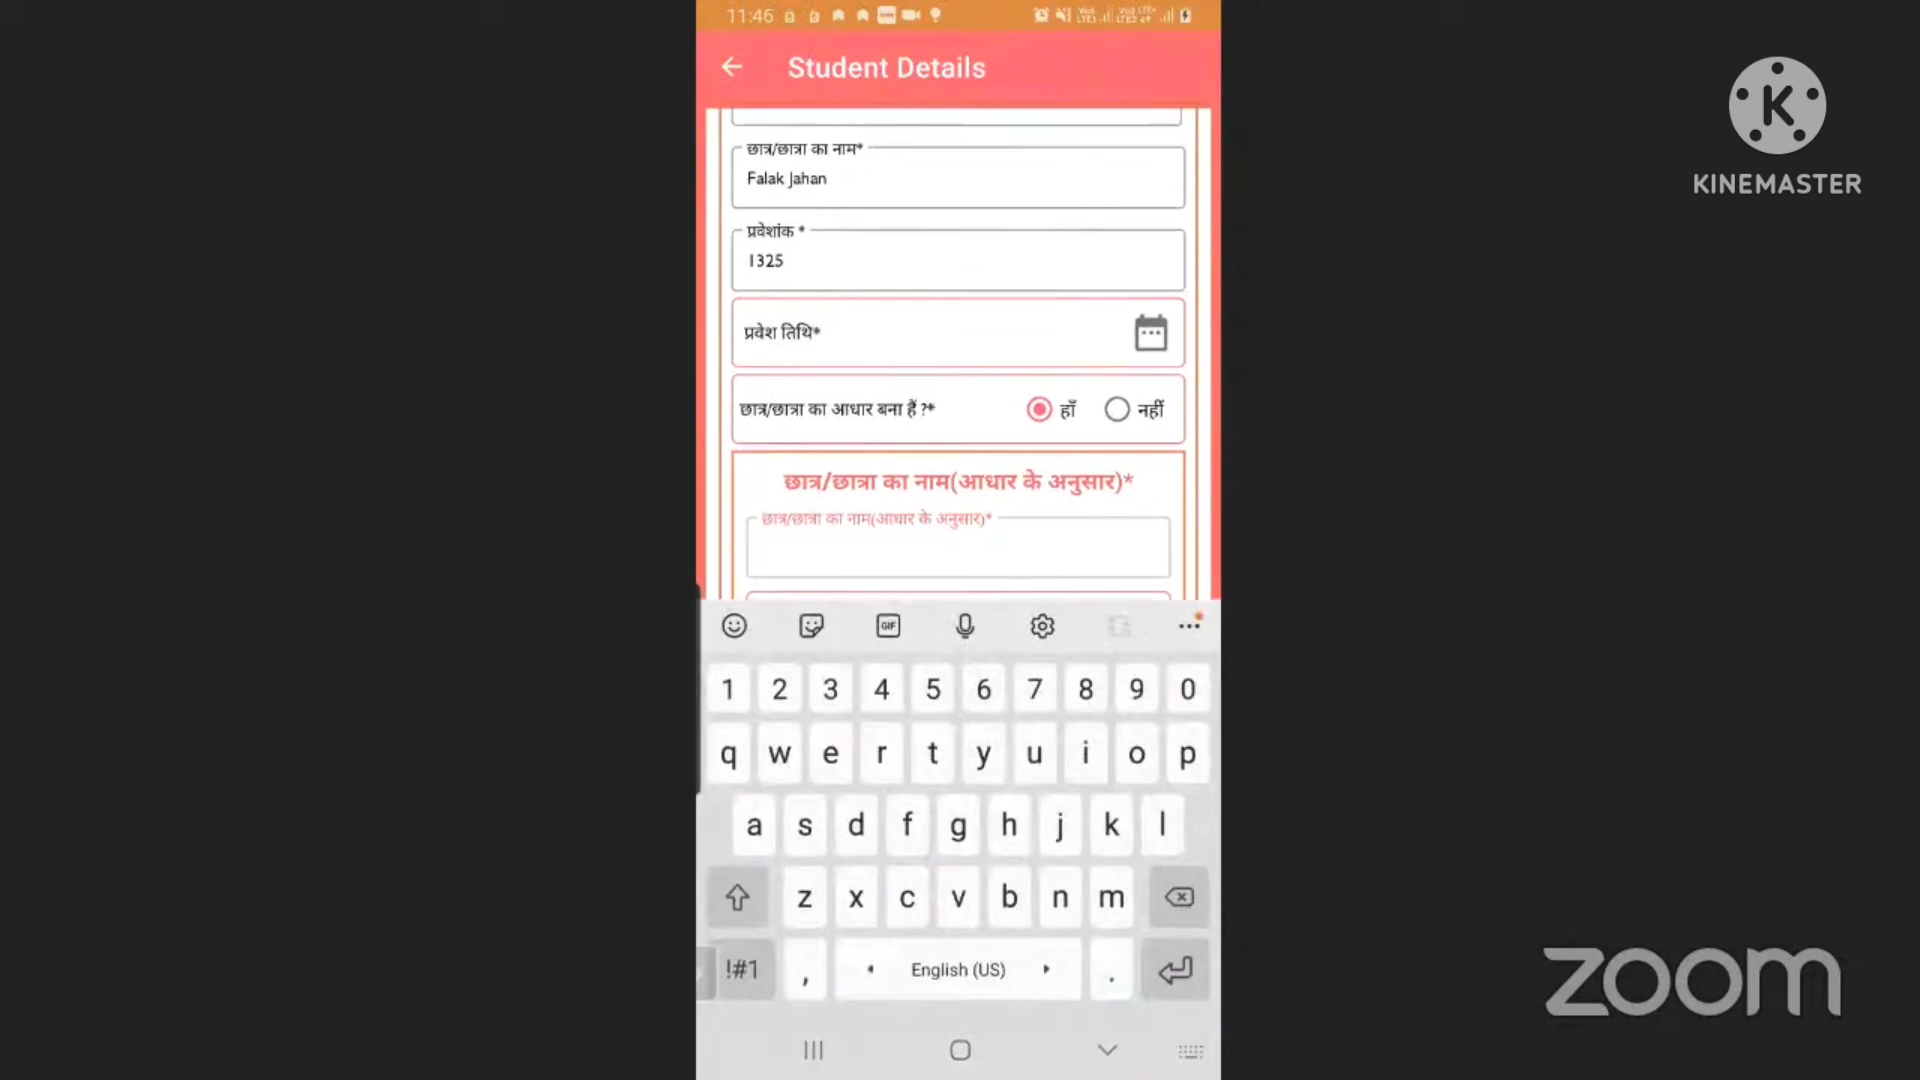 11:46
Student Details
KINEMASTER
छात्र/छात्रा का नाम*
Falak Jahan
प्रवेशांक *
1325
प्रवेश तिथि*
छात्र/छात्रा का आधार बना हैं ?*
हाँ
नहीं
छात्र/छात्रा का नाम(आधार के अनुसार)*
छात्र/छात्रा का नाम(आधार के अनुसार)*
GIF
1 2 3 4 5 6 7 8 9 0
q w e r t y u i o p
a s d f g h j k l
z x c v b n m
!#1 , English (US) .
zoom